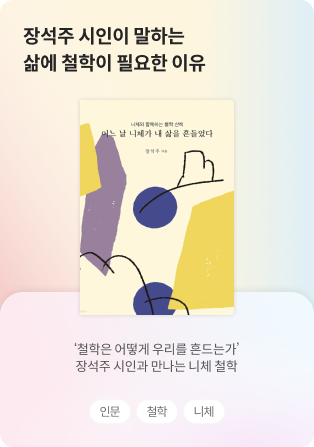 장석주 시인이 말하는
삶에 철학이 필요한 이유
니체와 함께하는 철학 산책
어느 날 니체가 내 삶을 흔들었다
장석주 지음
‘철학은 어떻게 우리를 흔드는가’
장석주 시인과 만나는 니체 철학
인문
철학
니체